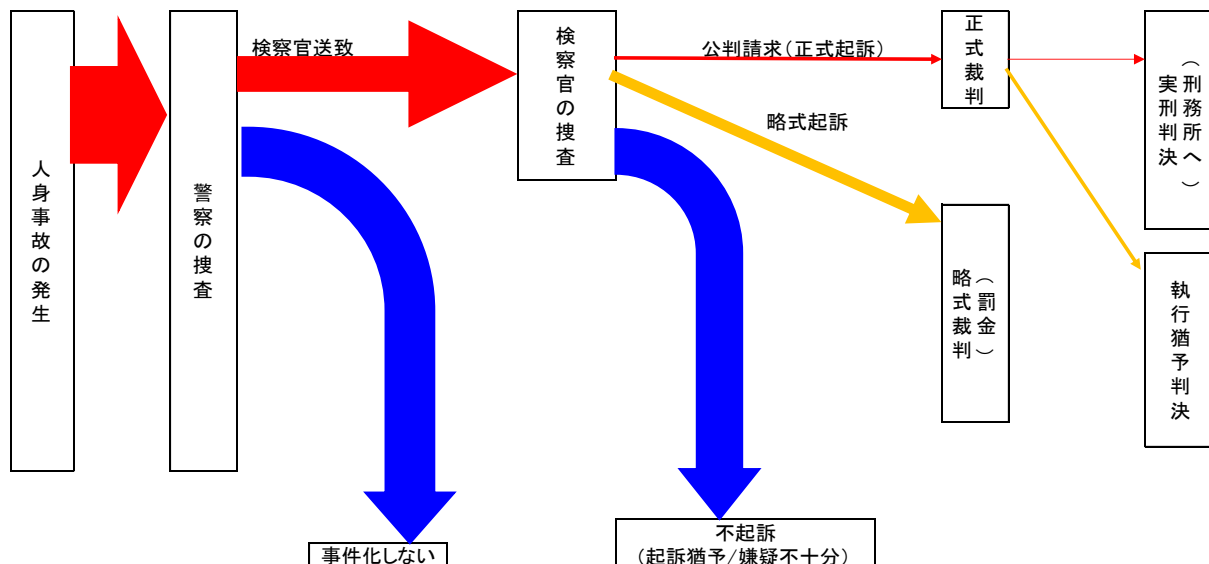 人身事故の発生
警察の捜査
検察官送致
検察官の捜査
公判請求（正式起訴）
略式起訴
正式裁判
略式裁判
（罰金）
実刑判決
（刑務所へ）
執行猶予判決
事件化しない
不起訴
（起訴猶予/嫌疑不十分）